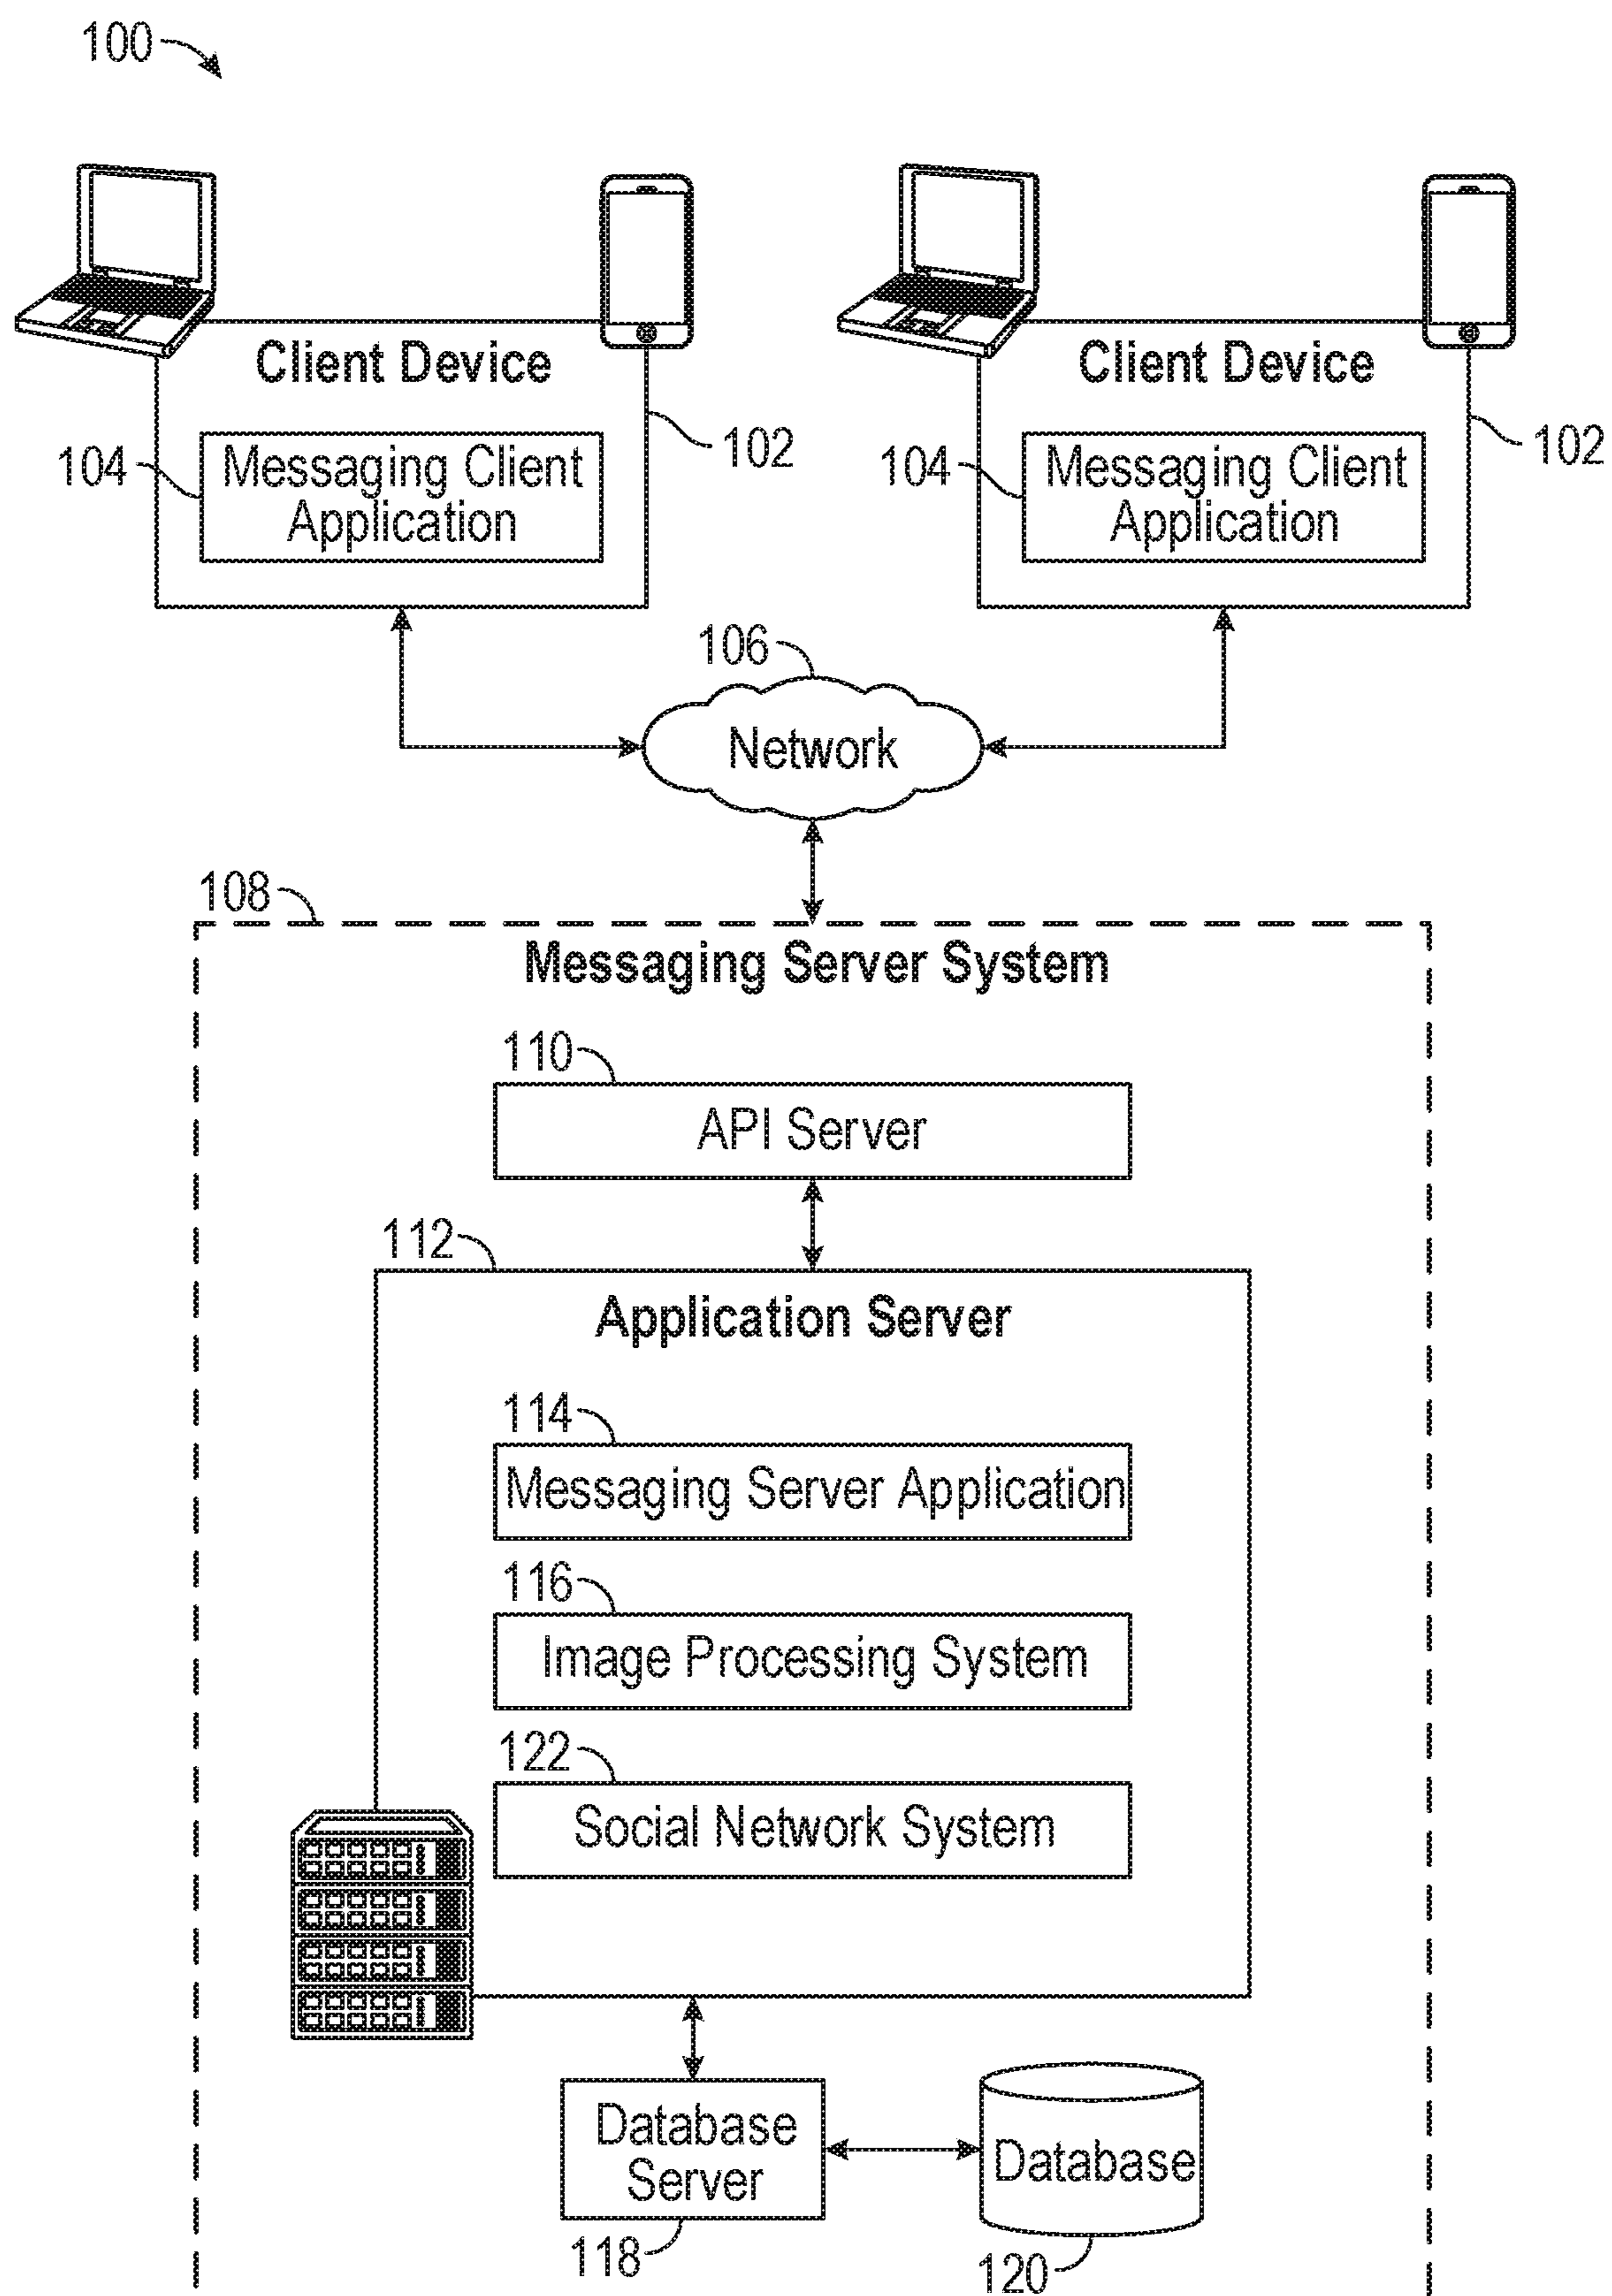 100
Client Device
104
Messaging Client
Application
102
Client Device
104
Messaging Client
Application
102
106
Network
108
Messaging Server System
110
API Server
112
Application Server
114
Messaging Server Application
116
Image Processing System
122
Social Network System
Database
Server
118
Database
120